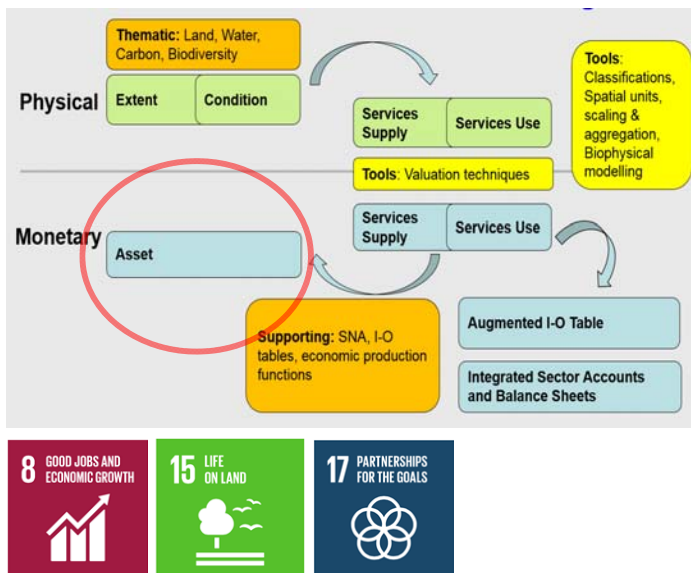 Thematic: Land, Water,
Carbon, Biodiversity
Physical
Extent
Condition
Services
Supply
Services Use
Tools:
Classifications,
Spatial units,
scaling &
aggregation,
Biophysical
modelling
Tools: Valuation techniques
Monetary
Asset
Services
Supply
Services Use
Supporting: SNA, I-O
tables, economic production
functions
Augmented I-O Table
Integrated Sector Accounts
and Balance Sheets
8 GOOD JOBS AND
ECONOMIC GROWTH
15 LIFE
ON LAND
17 PARTNERSHIPS
FOR THE GOALS